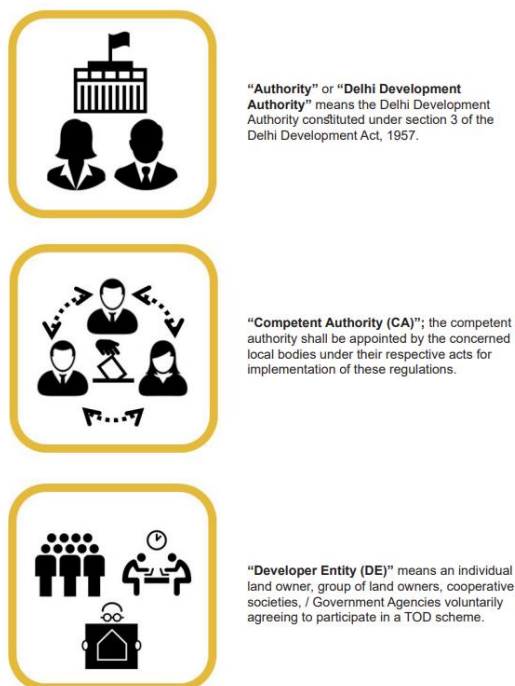 “Authority” or “Delhi Development
Authority” means the Delhi Development
Authority constituted under section 3 of the
Delhi Development Act, 1957.
“Competent Authority (CA)”; the competent
authority shall be appointed by the concerned
local bodies under their respective acts for
implementation of these regulations.
“Developer Entity (DE)” means an individual
land owner, group of land owners, cooperative
societies, / Government Agencies voluntarily
agreeing to participate in a TOD scheme.